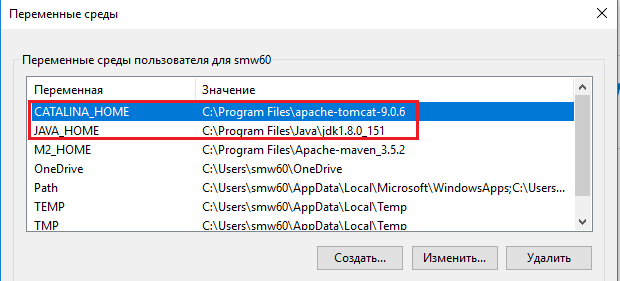 Переменные среды
Переменные среды пользователя для smw60
Переменная Значение
CATALINA_HOME C:\Program Files\apache-tomcat-9.0.6
JAVA_HOME C:\Program Files\Java\jdk1.8.0_151
M2_HOME C:\Program Files\Apache-maven_3.5.2
OneDrive C:\Users\smw60\OneDrive
Path C:\Users\smw60\AppData\Local\Microsoft\WindowsApps;C:\Users...
TEMP C:\Users\smw60\AppData\Local\Temp
TMP C:\Users\smw60\AppData\Local\Temp
Создать... Изменить... Удалить